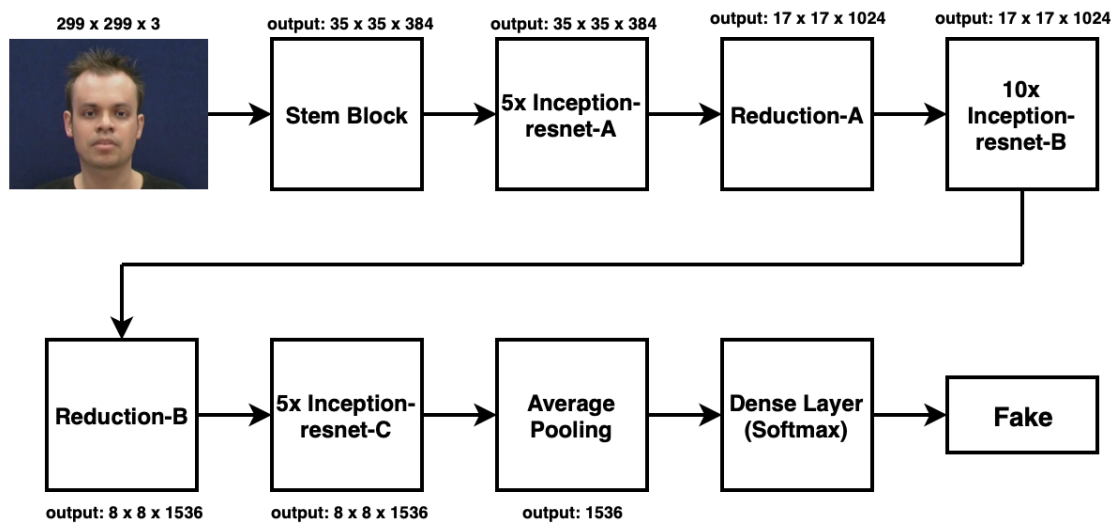 299 x 299 x 3
output: 35 x 35 x 384
output: 35 x 35 x 384
output: 17 x 17 x 1024
output: 17 x 17 x 1024
Stem Block
5x Inception-
resnet-A
Reduction-A
10x
Inception-
resnet-B
Reduction-B
5x Inception-
resnet-C
Average
Pooling
Dense Layer
(Softmax)
Fake
output: 8 x 8 x 1536
output: 8 x 8 x 1536
output: 1536